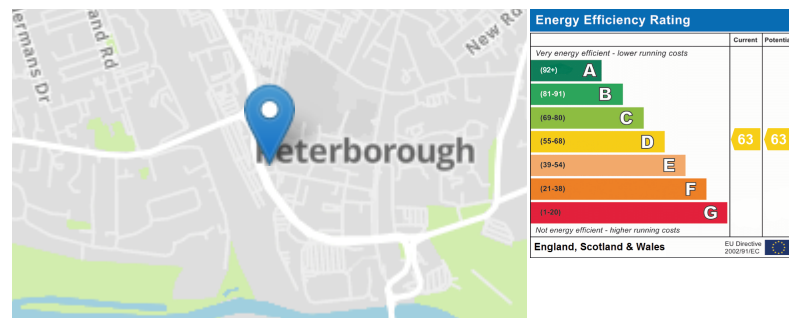 ermans Dr
and Rd
New Rd
Peterborough
Energy Efficiency Rating
Current Potentia
Very energy efficient - lower running costs
(92+) A
(81-91) B
(69-80) C
(55-68) D 63 63
(39-54) E
(21-38) F
(1-20) G
Not energy efficient - higher running costs
England, Scotland & Wales
EU Directive
2002/91/EC